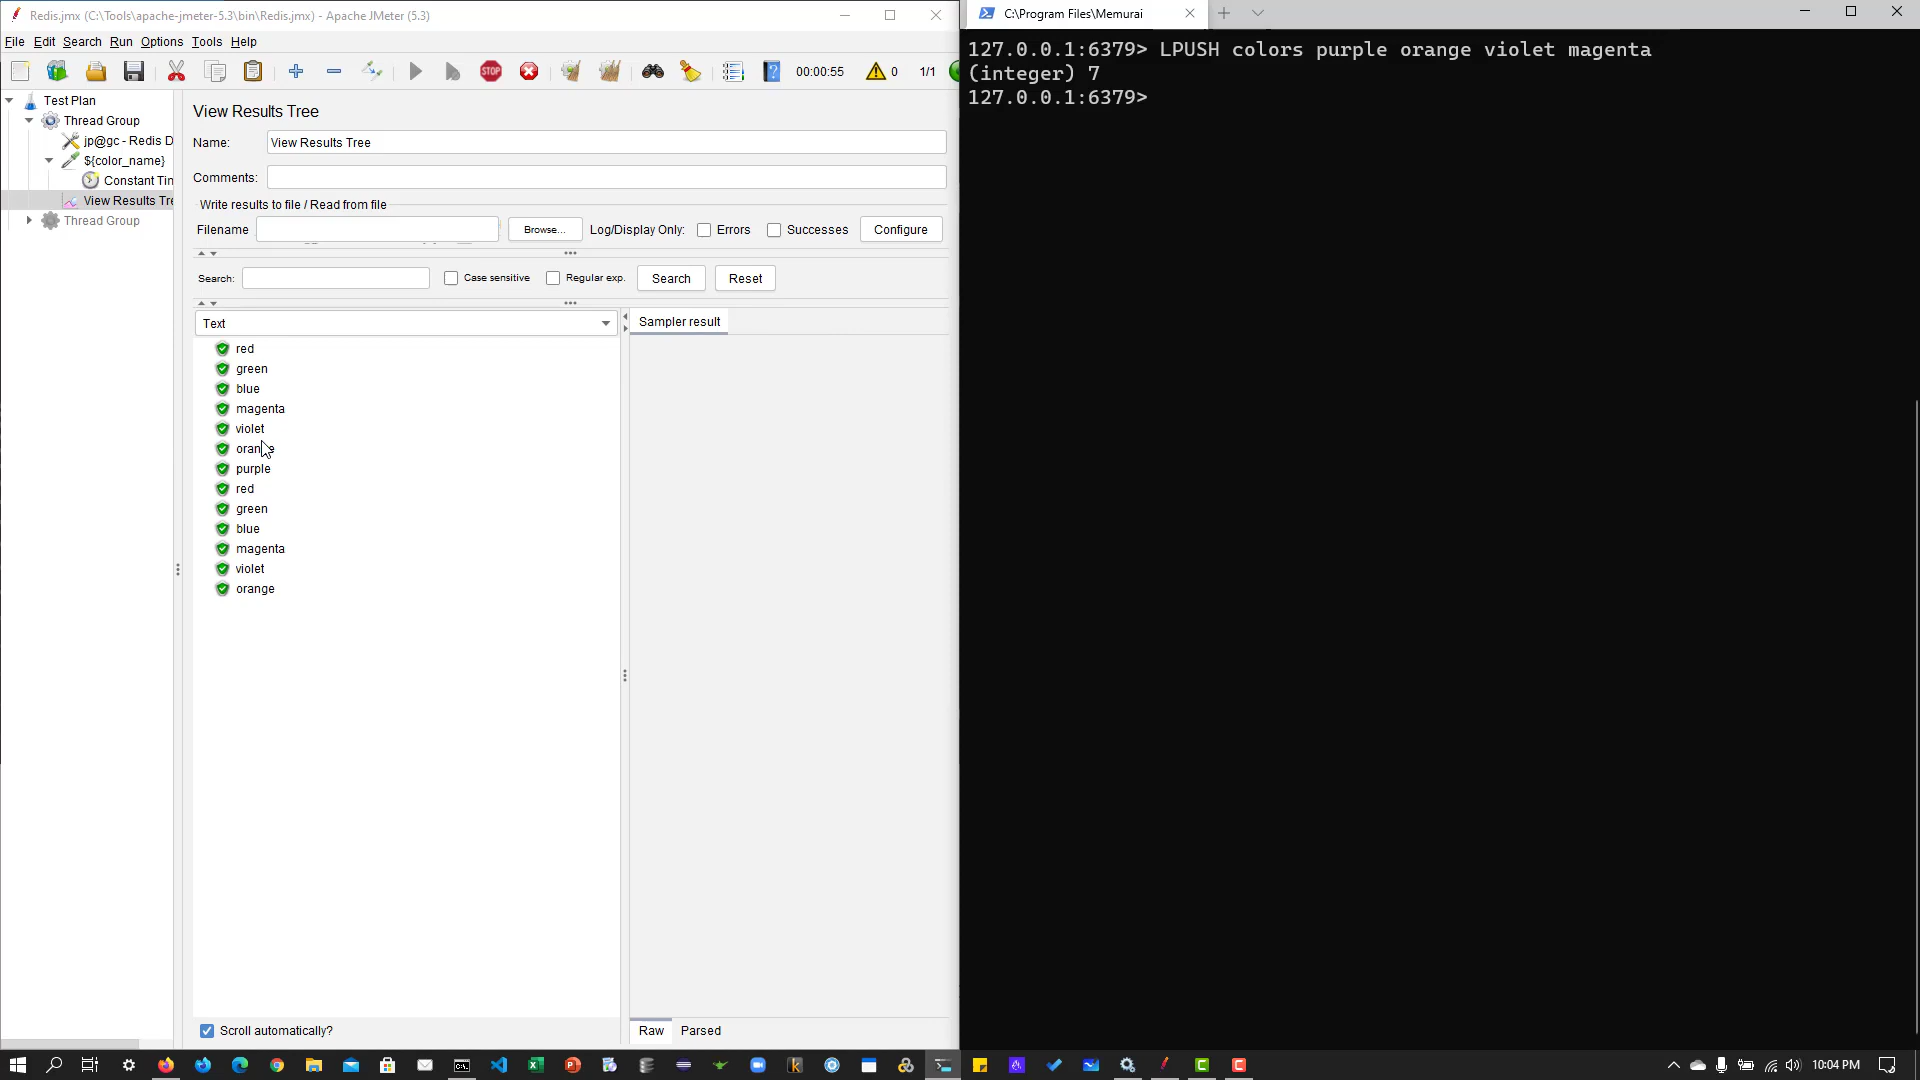 Redis.jmx (C:\Tools\apache-jmeter-5.3\bin\Redis.jmx) - Apache JMeter (5.3)
File Edit Search Run Options Tools Help
STOP
00:00:55
0
1/1
Test Plan
Thread Group
jp@gc - Redis D
${color_name}
Constant Tin
View Results Tre
Thread Group
View Results Tree
Name:
View Results Tree
Comments:
Write results to file / Read from file
Filename
Browse...
Log/Display Only:
Errors
Successes
Configure
Search:
Case sensitive
Regular exp.
Search
Reset
Text
red
green
blue
magenta
violet
orange
purple
red
green
blue
magenta
violet
orange
Scroll automatically?
Sampler result
Raw
Parsed
C:\Program Files\Memurai
127.0.0.1:6379> LPUSH colors purple orange violet magenta
(integer) 7
127.0.0.1:6379>
10:04 PM